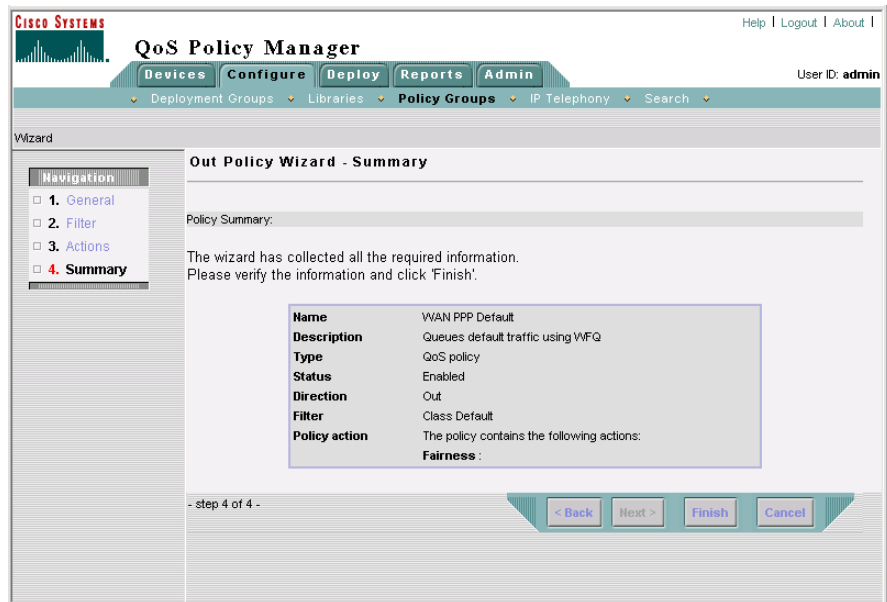 CISCO SYSTEMS
Help | Logout | About |
QoS Policy Manager
Devices Configure Deploy Reports Admin
User ID: admin
Deployment Groups Libraries Policy Groups IP Telephony Search
Wizard
Navigation
1. General
2. Filter
3. Actions
4. Summary
Out Policy Wizard - Summary
Policy Summary:
The wizard has collected all the required information.
Please verify the information and click 'Finish'.
Name WAN PPP Default
Description Queues default traffic using WFQ
Type QoS policy
Status Enabled
Direction Out
Filter Class Default
Policy action The policy contains the following actions:
Fairness :
- step 4 of 4 -
< Back Next > Finish Cancel